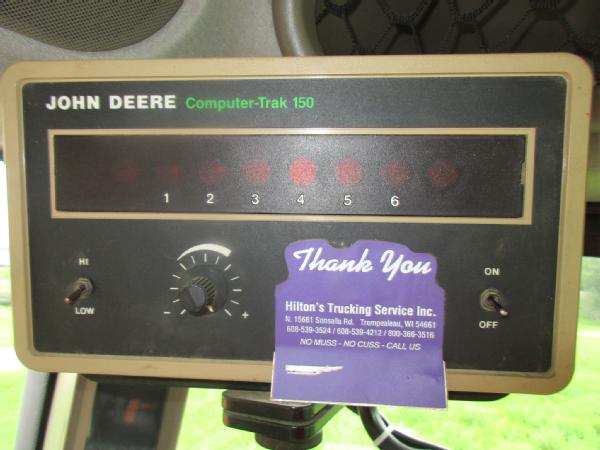 JOHN DEERE Computer-Trak 150
1 2 3 4 5 6
HI
LOW
- +
Thank You
Hilton's Trucking Service Inc.
N. 15661 Sonsalla Rd. Trempealeau, WI 54661
608-539-3524 / 608-539-4212 / 800-366-3516
NO MUSS - NO CUSS - CALL US
ON
OFF